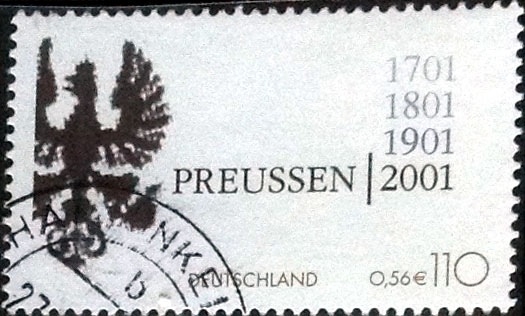 1701
1801
1901
PREUSSEN 2001
DEUTSCHLAND 0,56€ 110
b